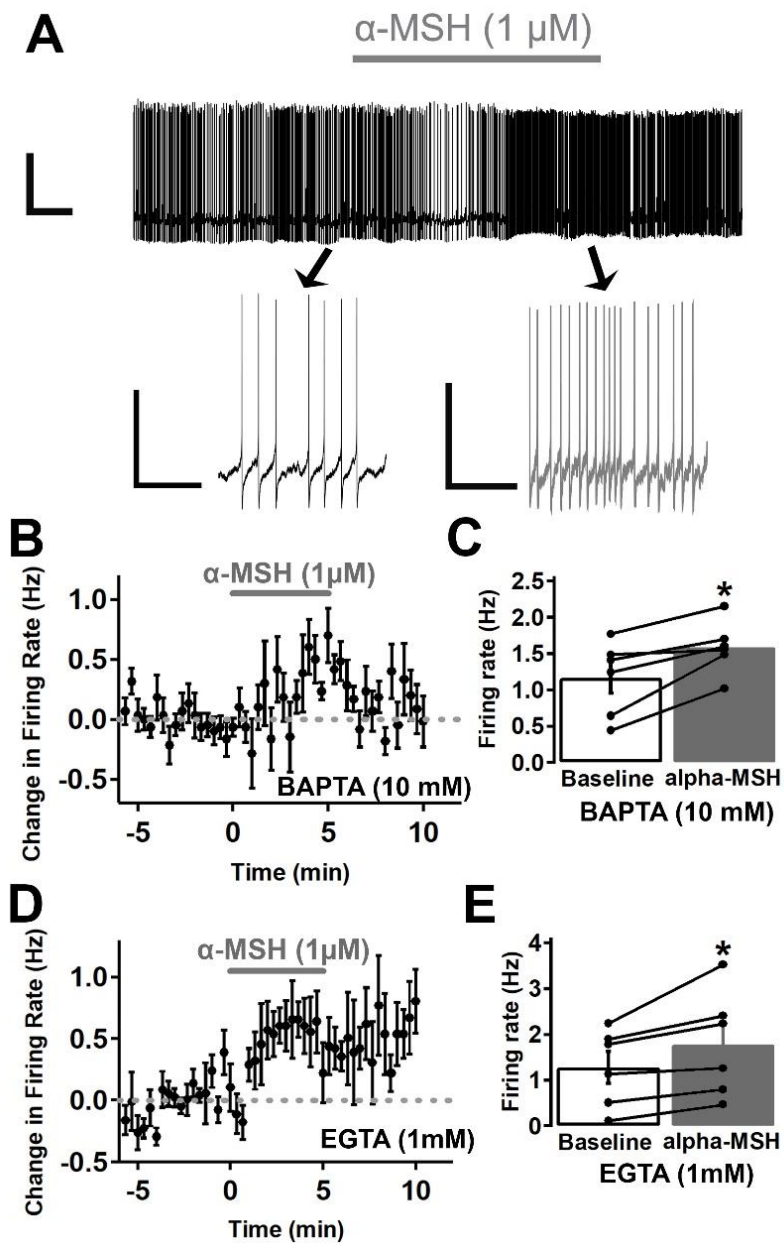 A
α-MSH (1 μM)
B
α-MSH (1μM)
Change in Firing Rate (Hz)
1.0
0.5
0.0
-0.5
-5
0
5
10
BAPTA (10 mM)
Time (min)
C
*
Firing rate (Hz)
2.5
2.0
1.5
1.0
0.5
0.0
Baseline
alpha-MSH
BAPTA (10 mM)
D
α-MSH (1μM)
Change in Firing Rate (Hz)
1.0
0.5
0.0
-0.5
-5
0
5
10
EGTA (1mM)
Time (min)
E
*
Firing rate (Hz)
4
3
2
1
0
Baseline
alpha-MSH
EGTA (1mM)